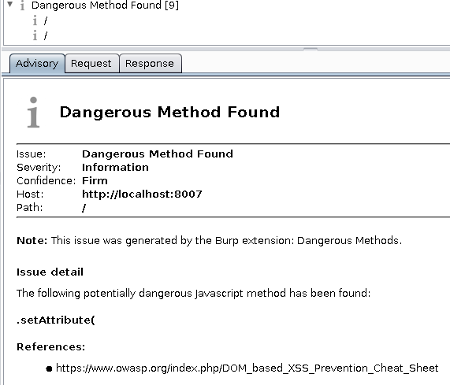 Dangerous Method Found [9]
/
/
Advisory Request Response
Dangerous Method Found
Issue: Dangerous Method Found
Severity: Information
Confidence: Firm
Host: http://localhost:8007
Path: /
Note: This issue was generated by the Burp extension: Dangerous Methods.
Issue detail
The following potentially dangerous Javascript method has been found:
.setAttribute(
References:
https://www.owasp.org/index.php/DOM_based_XSS_Prevention_Cheat_Sheet